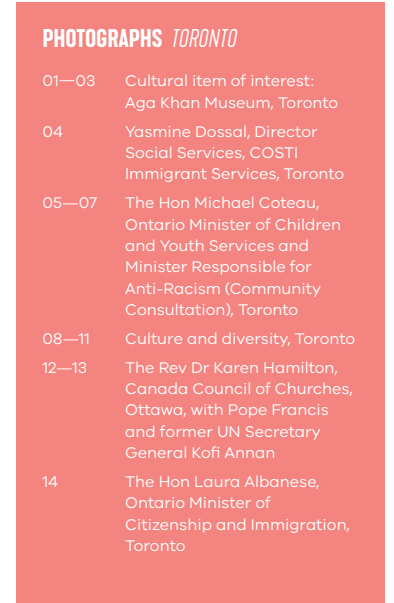 PHOTOGRAPHS TORONTO
01—03 Cultural item of interest:
Aga Khan Museum, Toronto
04 Yasmine Dossal, Director
Social Services, COSTI
Immigrant Services, Toronto
05—07 The Hon Michael Coteau,
Ontario Minister of Children
and Youth Services and
Minister Responsible for
Anti-Racism (Community
Consultation), Toronto
08—11 Culture and diversity, Toronto
12—13 The Rev Dr Karen Hamilton,
Canada Council of Churches,
Ottawa, with Pope Francis
and former UN Secretary
General Kofi Annan
14 The Hon Laura Albanese,
Ontario Minister of
Citizenship and Immigration,
Toronto